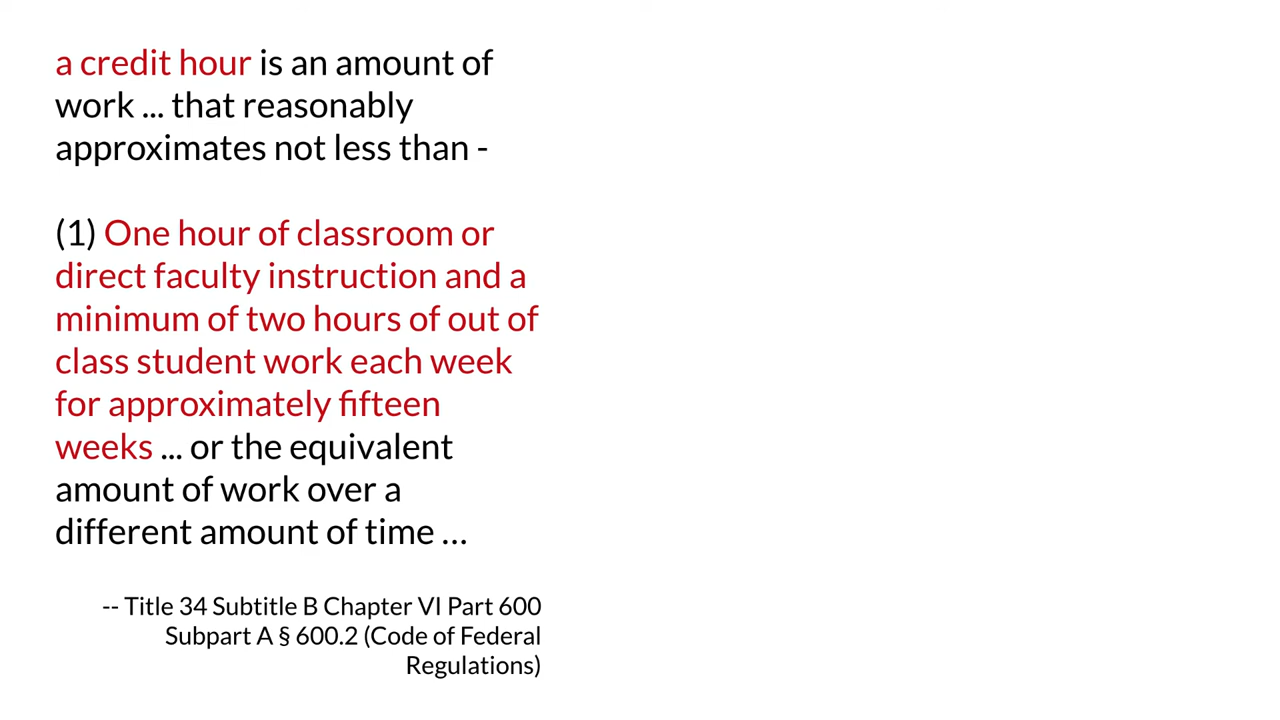 a credit hour is an amount of
work ... that reasonably
approximates not less than -
(1) One hour of classroom or
direct faculty instruction and a
minimum of two hours of out of
class student work each week
for approximately fifteen
weeks ... or the equivalent
amount of work over a
different amount of time …
-- Title 34 Subtitle B Chapter VI Part 600
Subpart A § 600.2 (Code of Federal
Regulations)